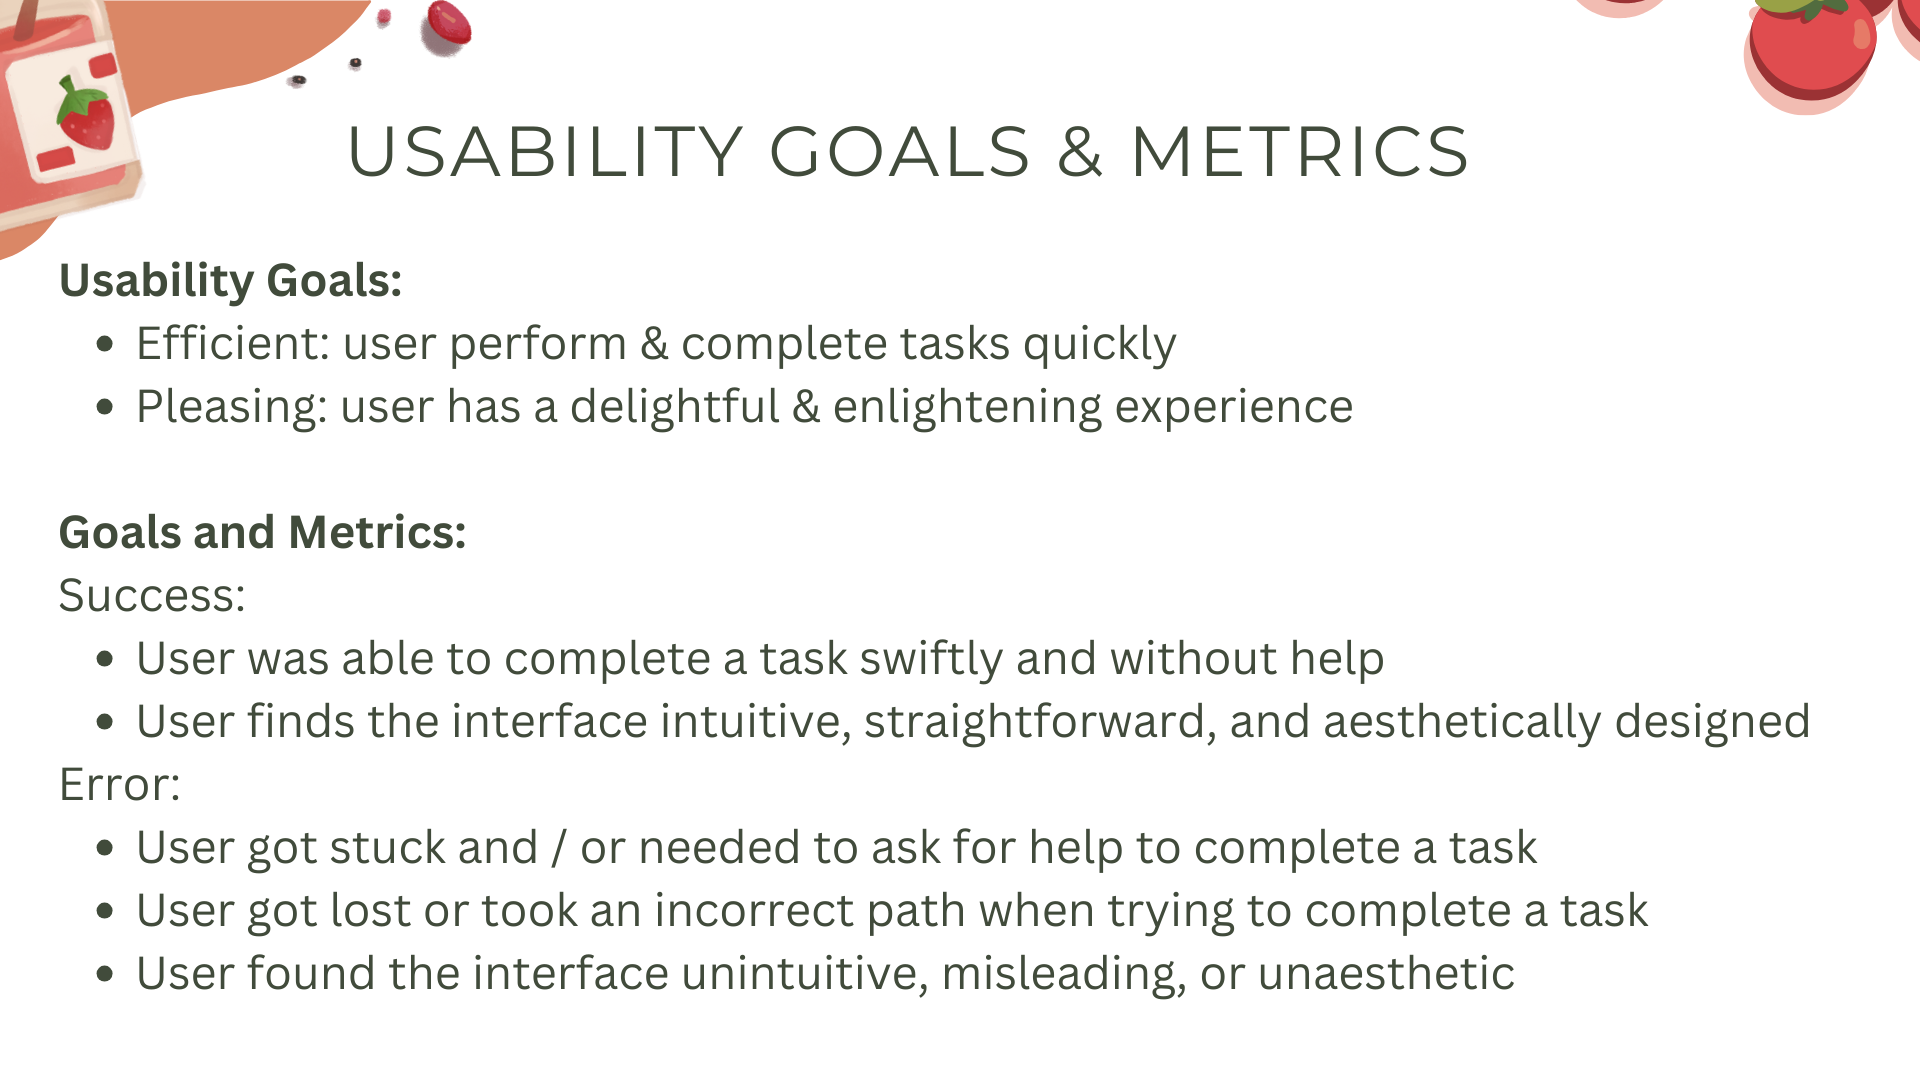 USABILITY GOALS & METRICS
Usability Goals:
• Efficient: user perform & complete tasks quickly
• Pleasing: user has a delightful & enlightening experience
Goals and Metrics:
Success:
• User was able to complete a task swiftly and without help
• User finds the interface intuitive, straightforward, and aesthetically designed
Error:
• User got stuck and / or needed to ask for help to complete a task
• User got lost or took an incorrect path when trying to complete a task
• User found the interface unintuitive, misleading, or unaesthetic